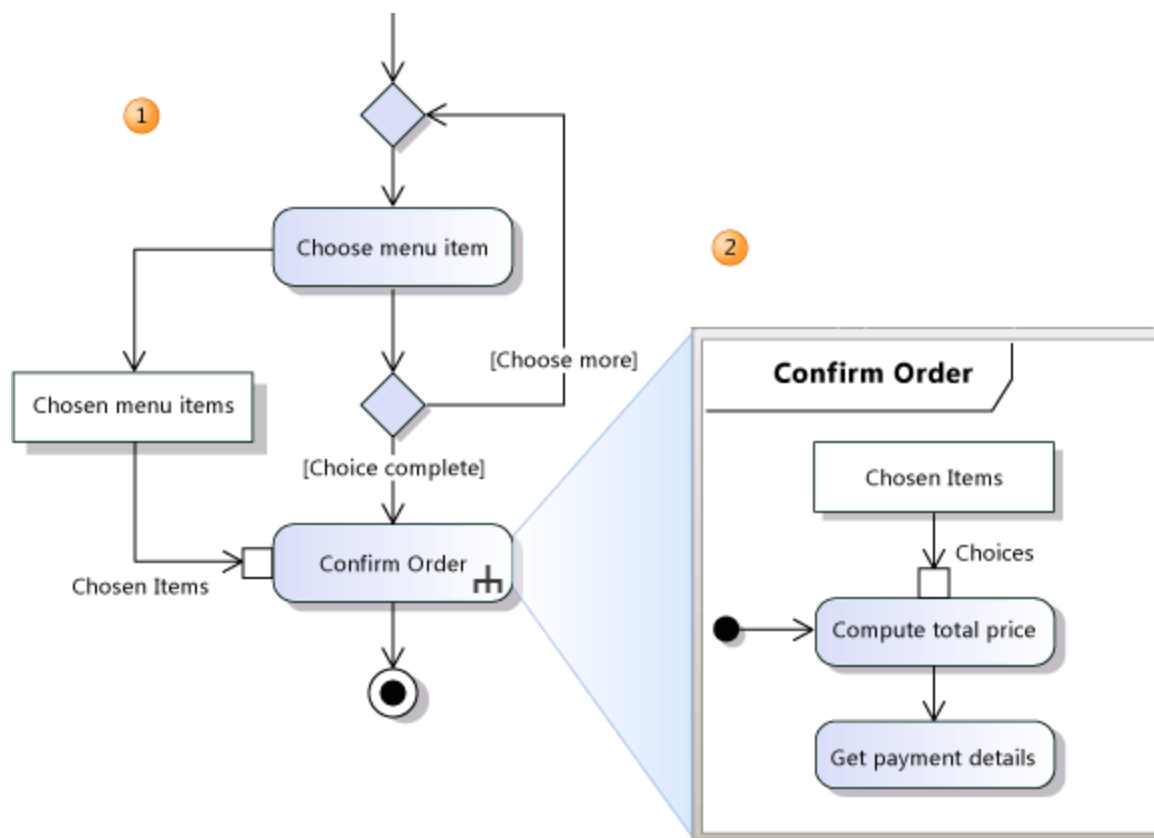 1
Choose menu item
2
[Choose more]
Chosen menu items
[Choice complete]
Confirm Order
Chosen Items
Confirm Order
Chosen Items
Choices
Compute total price
Get payment details